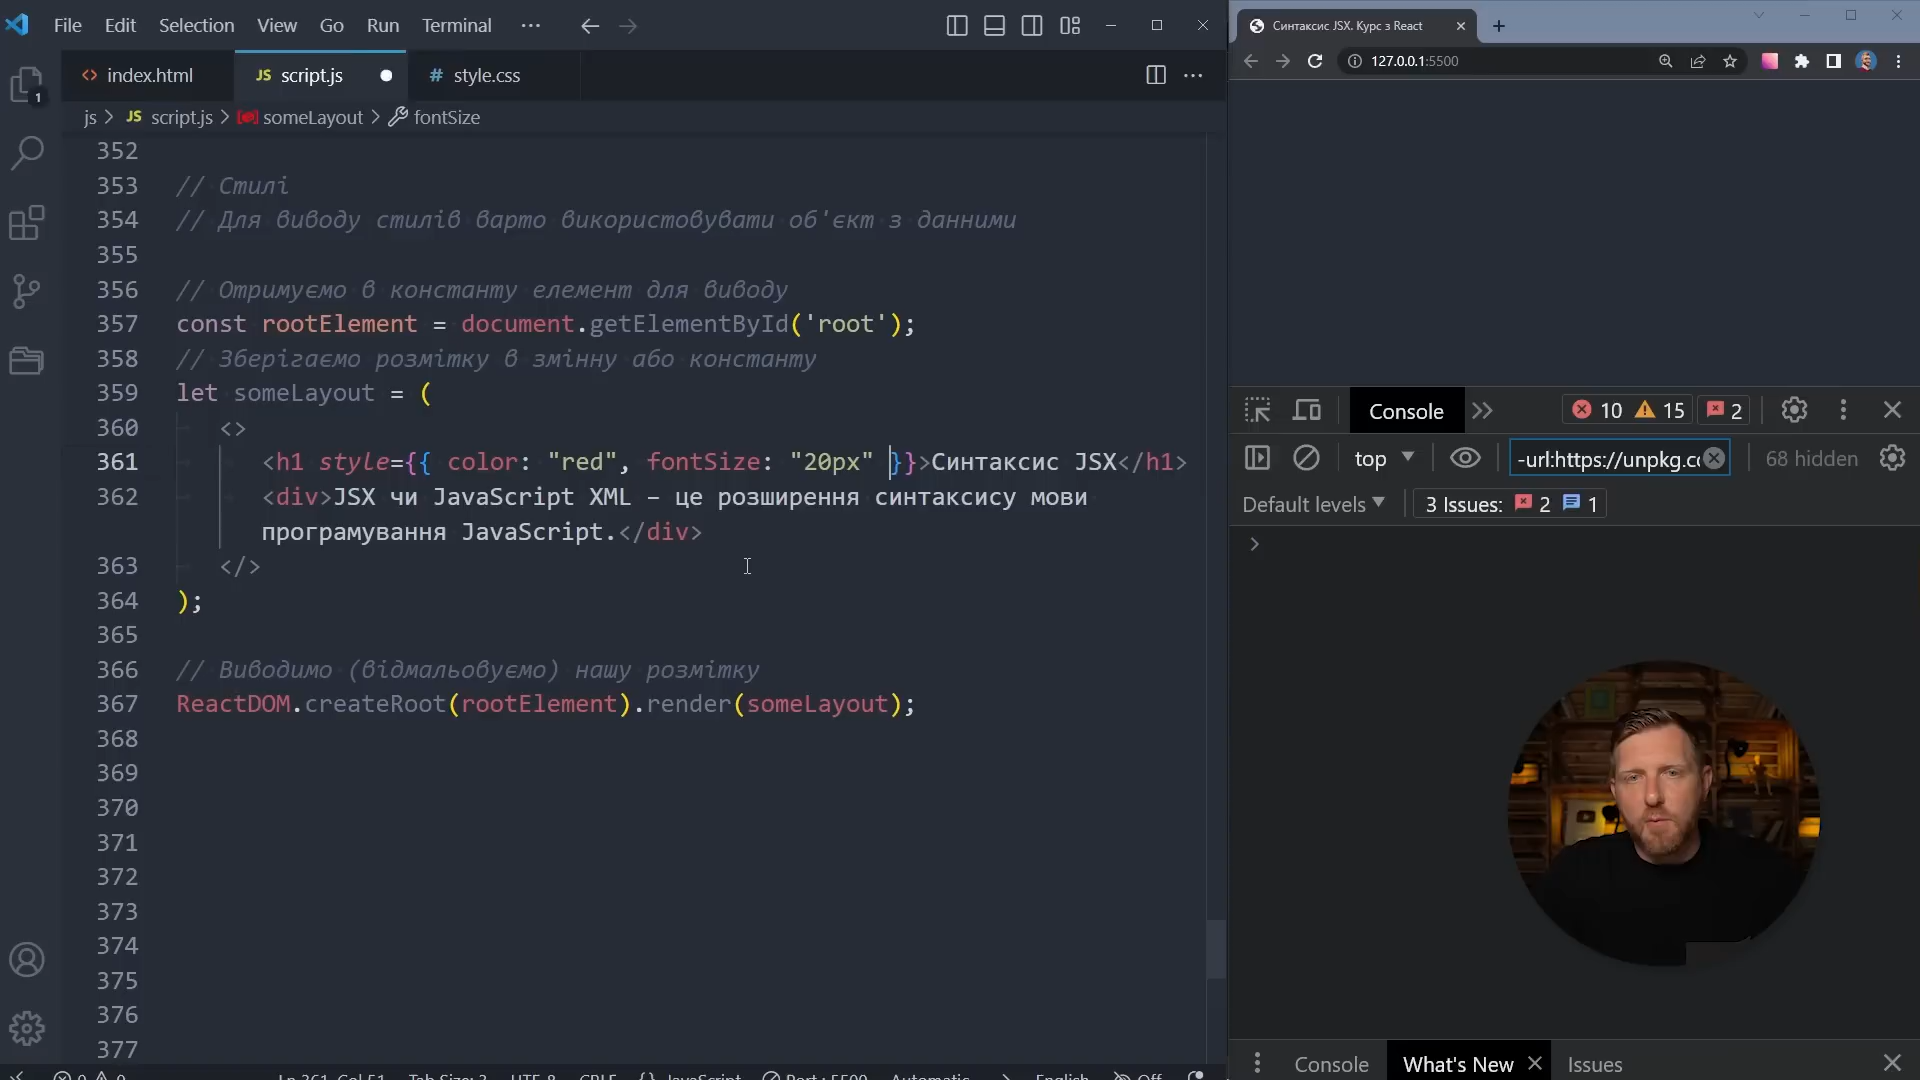 File Edit Selection View Go Run Terminal ···
index.html
JS script.js
# style.css
js > JS script.js > someLayout > fontSize
352
353 // Стилі
354 // Для виводу стилів варто використовувати об'єкт з данними
355
356 // Отримуємо в константу елемент для виводу
357 const rootElement = document.getElementById('root');
358 // Зберігаємо розмітку в змінну або константу
359 let someLayout = (
360 <>
361 <h1 style={{ color: "red", fontSize: "20px" }}>Синтаксис JSX</h1>
362 <div>JSX чи JavaScript XML – це розширення синтаксису мови
програмування JavaScript.</div>
363 </>
364 );
365
366 // Виводимо (відмальовуємо) нашу розмітку
367 ReactDOM.createRoot(rootElement).render(someLayout);
368
369
370
371
372
373
374
375
376
377
Ln 361, Col 51 Tab Size: 3 UTF-8 CRLF {} JavaScript Port : 5500 Automatic English Off
1
Синтаксис JSX. Курс з React
127.0.0.1:5500
Console 10 15 2
top -url:https://unpkg.c 68 hidden
Default levels 3 Issues: 2 1
>
Console What's New Issues